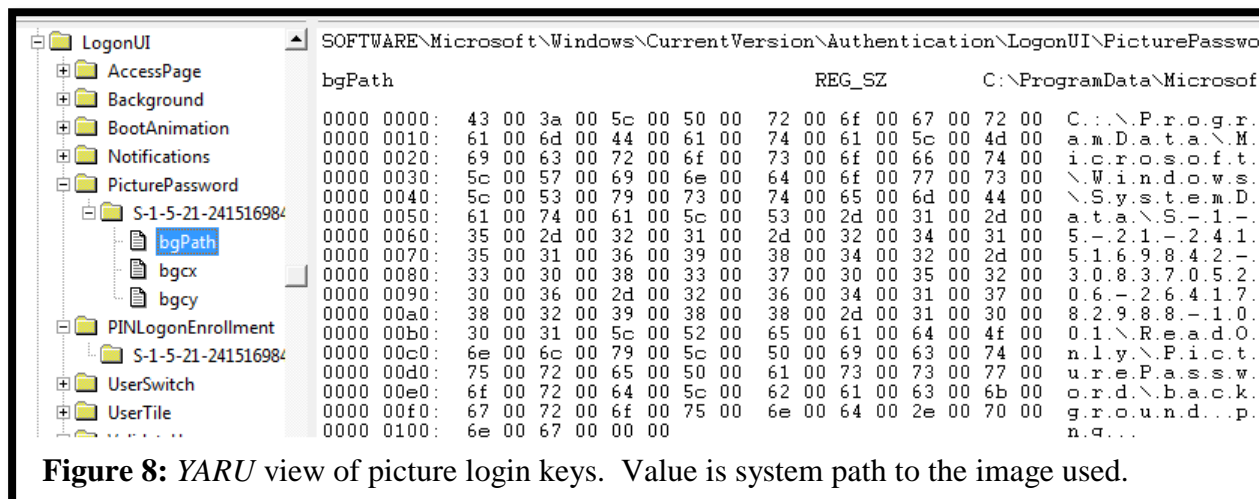 LogonUI
AccessPage
Background
BootAnimation
Notifications
PicturePassword
S-1-5-21-241516984
bgPath
bgcx
bgcy
PINLogonEnrollment
S-1-5-21-241516984
UserSwitch
UserTile
SOFTWARE\Microsoft\Windows\CurrentVersion\Authentication\LogonUI\PicturePasswo
bgPath REG_SZ C:\ProgramData\Microsof
0000 0000: 43 00 3a 00 5c 00 50 00 72 00 6f 00 67 00 72 00 C.:.\.P.r.o.g.r.
0000 0010: 61 00 6d 00 44 00 61 00 74 00 61 00 5c 00 4d 00 a.m.D.a.t.a.\.M.
0000 0020: 69 00 63 00 72 00 6f 00 73 00 6f 00 66 00 74 00 i.c.r.o.s.o.f.t.
0000 0030: 5c 00 57 00 69 00 6e 00 64 00 6f 00 77 00 73 00 \.W.i.n.d.o.w.s.
0000 0040: 5c 00 53 00 79 00 73 00 74 00 65 00 6d 00 44 00 \.S.y.s.t.e.m.D.
0000 0050: 61 00 74 00 61 00 5c 00 53 00 2d 00 31 00 2d 00 a.t.a.\.S.-.1.-.
0000 0060: 35 00 2d 00 32 00 31 00 2d 00 32 00 34 00 31 00 5.-.2.1.-.2.4.1.
0000 0070: 35 00 31 00 36 00 39 00 38 00 34 00 32 00 2d 00 5.1.6.9.8.4.2.-.
0000 0080: 33 00 30 00 38 00 33 00 37 00 30 00 35 00 32 00 3.0.8.3.7.0.5.2.
0000 0090: 30 00 36 00 2d 00 32 00 36 00 34 00 31 00 37 00 0.6.-.2.6.4.1.7.
0000 00a0: 38 00 32 00 39 00 38 00 38 00 2d 00 31 00 30 00 8.2.9.8.8.-.1.0.
0000 00b0: 30 00 31 00 5c 00 52 00 65 00 61 00 64 00 4f 00 0.1.\.R.e.a.d.O.
0000 00c0: 6e 00 6c 00 79 00 5c 00 50 00 69 00 63 00 74 00 n.l.y.\.P.i.c.t.
0000 00d0: 75 00 72 00 65 00 50 00 61 00 73 00 73 00 77 00 u.r.e.P.a.s.s.w.
0000 00e0: 6f 00 72 00 64 00 5c 00 62 00 61 00 63 00 6b 00 o.r.d.\.b.a.c.k.
0000 00f0: 67 00 72 00 6f 00 75 00 6e 00 64 00 2e 00 70 00 g.r.o.u.n.d...p.
0000 0100: 6e 00 67 00 00 00 n.g...
Figure 8: YARU view of picture login keys. Value is system path to the image used.